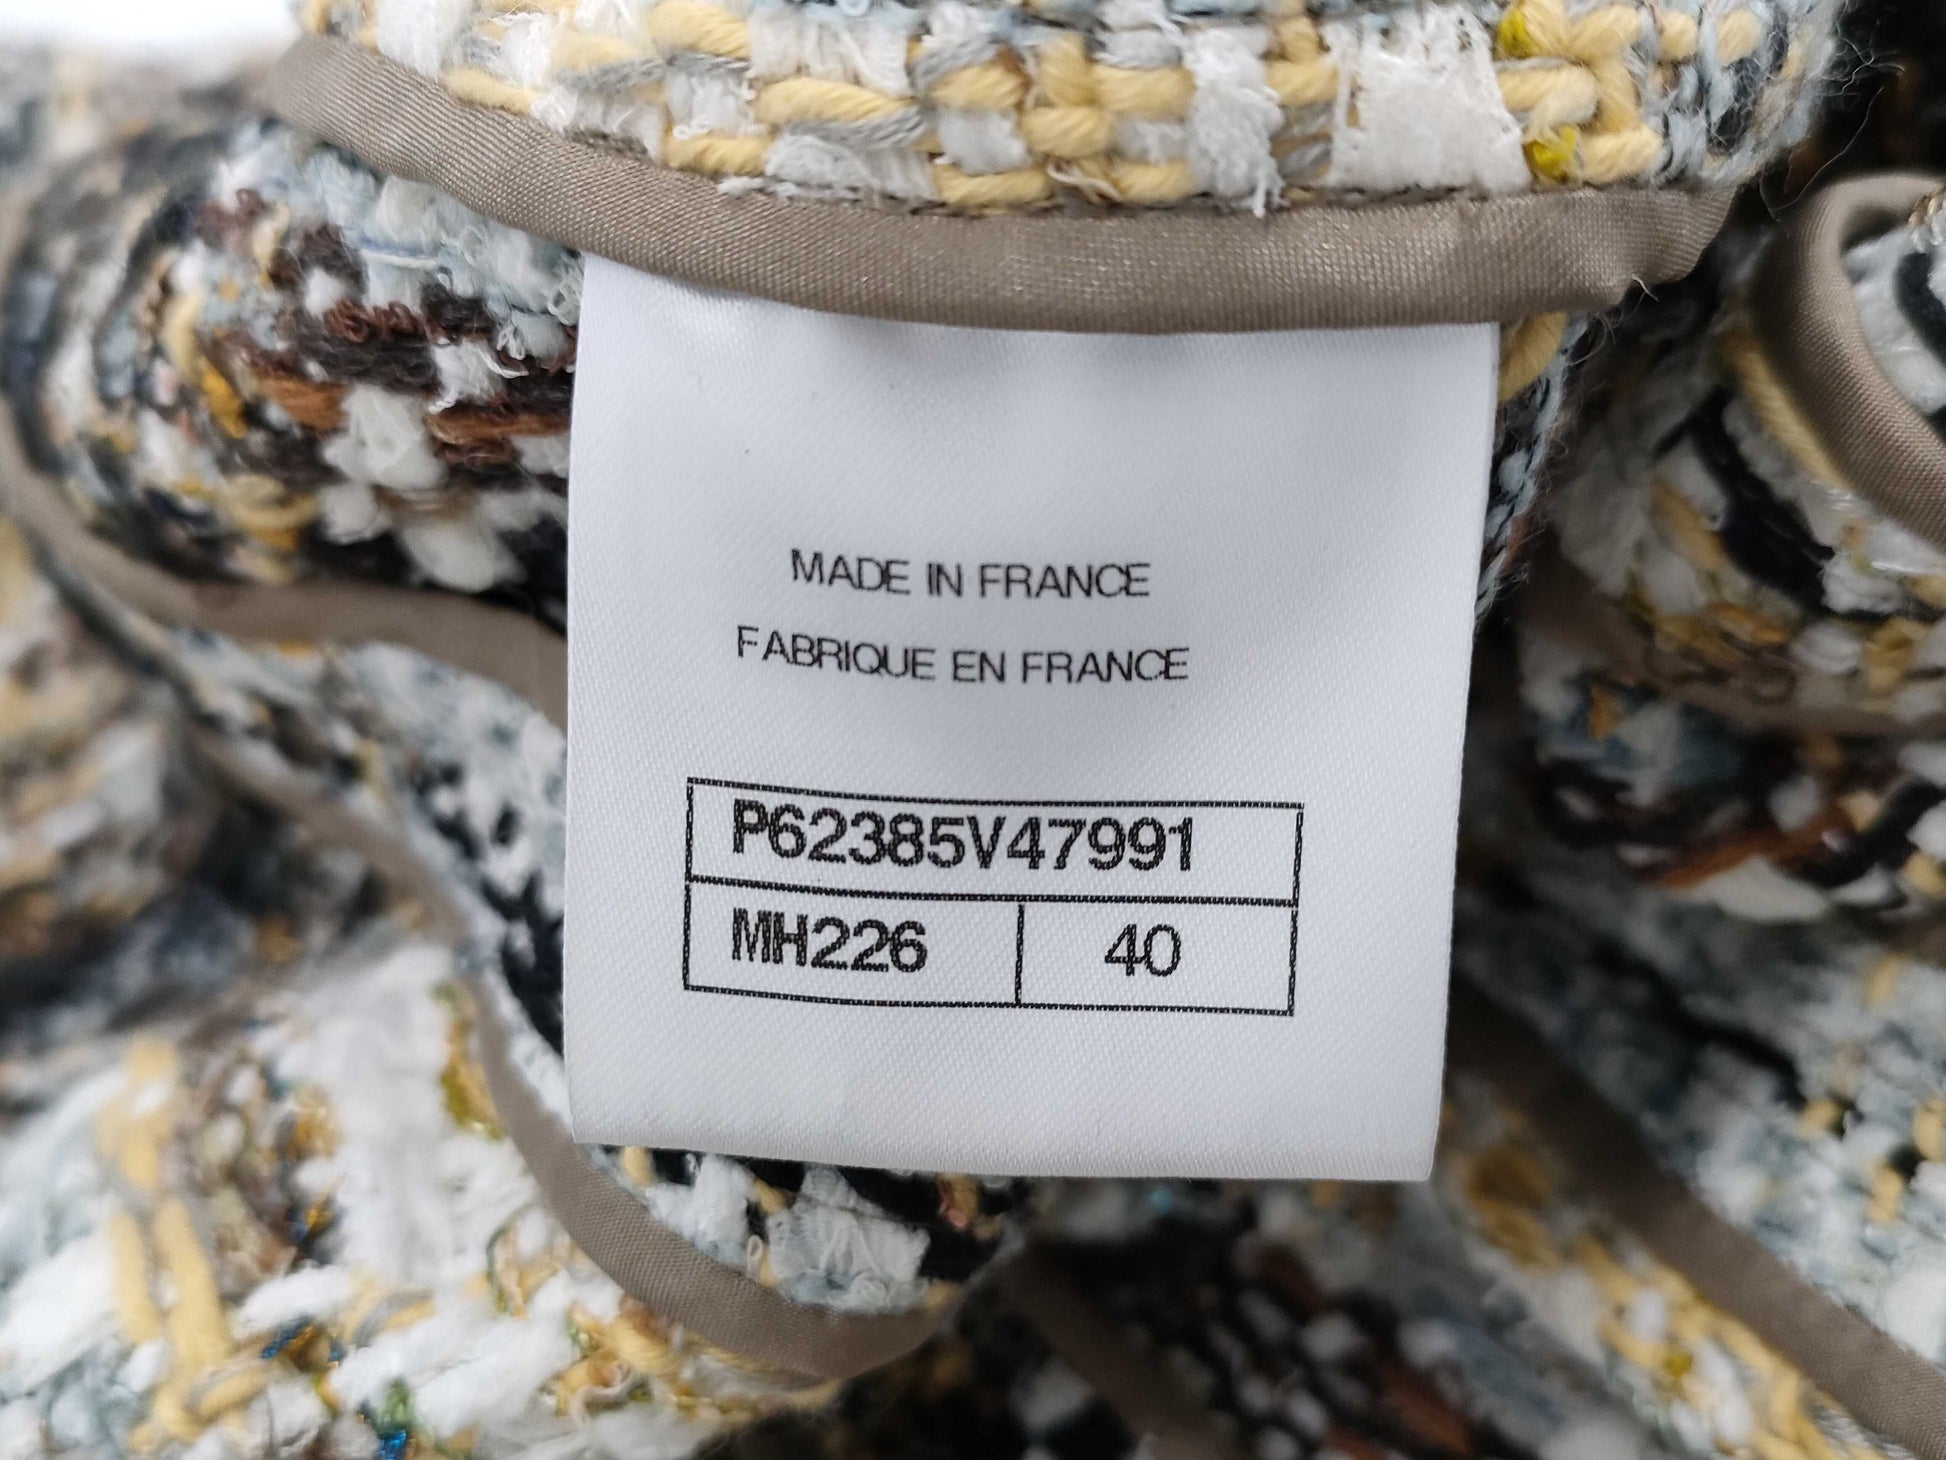 MADE IN FRANCE
FABRIQUE EN FRANCE
P62385V47991
MH226 40